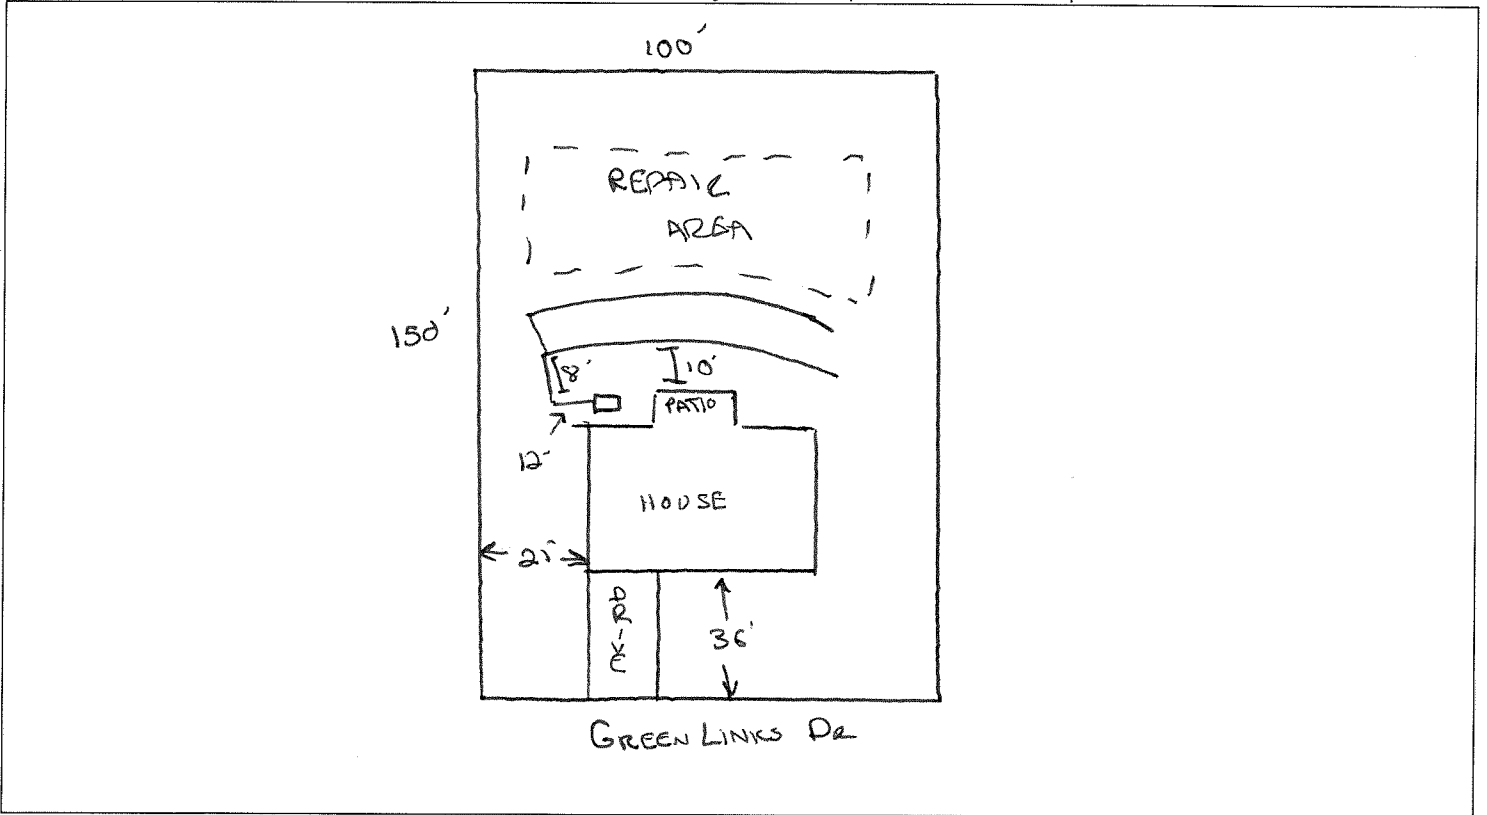 100'
REPAIR
AREA
150'
8'
10'
PATIO
12'
HOUSE
21'
DRIVE
36'
GREEN LINKS DR